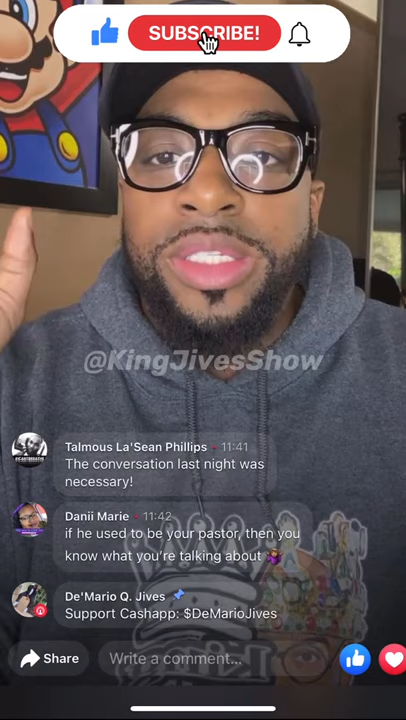 SUBSCRIBE!
@KingJivesShow
Talmous La'Sean Phillips • 11:41
The conversation last night was
necessary!
Danii Marie • 11:42
if he used to be your pastor, then you
know what you're talking about 🤷🏾‍♀️
De'Mario Q. Jives
Support Cashapp: $DeMarioJives
Share
Write a comment...